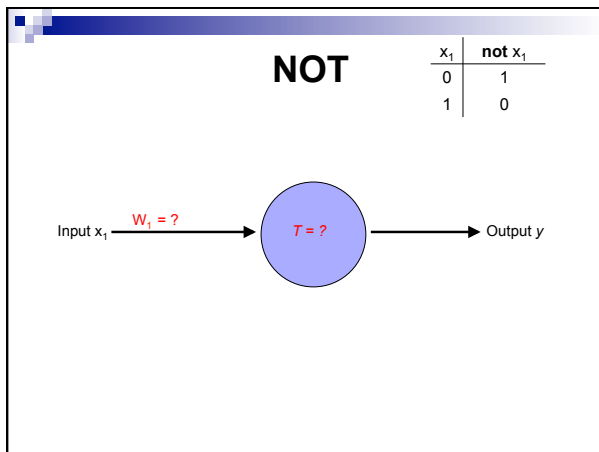 NOT
x₁ not x₁
0 1
1 0
W₁ = ?
Input x₁
T = ?
Output y